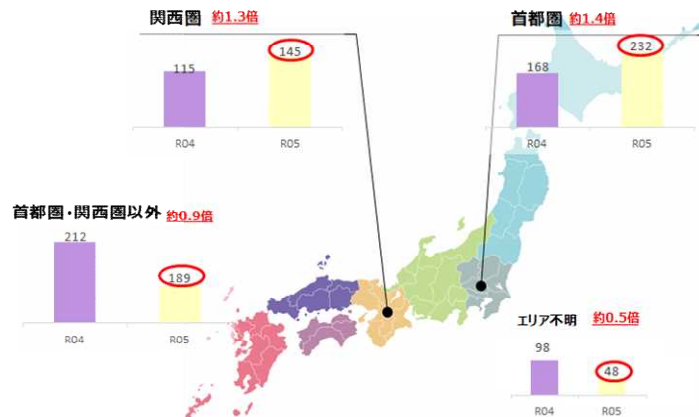 関西圏 約1.3倍
115
145
R04 R05
首都圏 約1.4倍
168
232
R04 R05
首都圏・関西圏以外 約0.9倍
212
189
R04 R05
エリア不明 約0.5倍
98
48
R04 R05